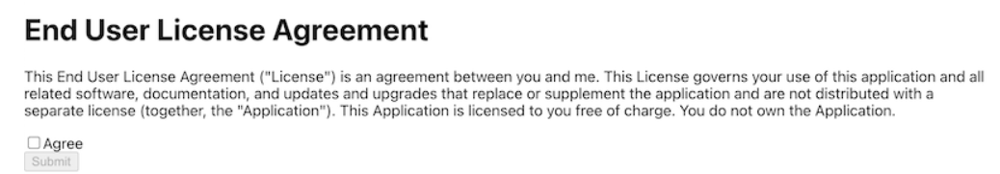 End User License Agreement
This End User License Agreement ("License") is an agreement between you and me. This License governs your use of this application and all
related software, documentation, and updates and upgrades that replace or supplement the application and are not distributed with a
separate license (together, the "Application"). This Application is licensed to you free of charge. You do not own the Application.
Agree
Submit